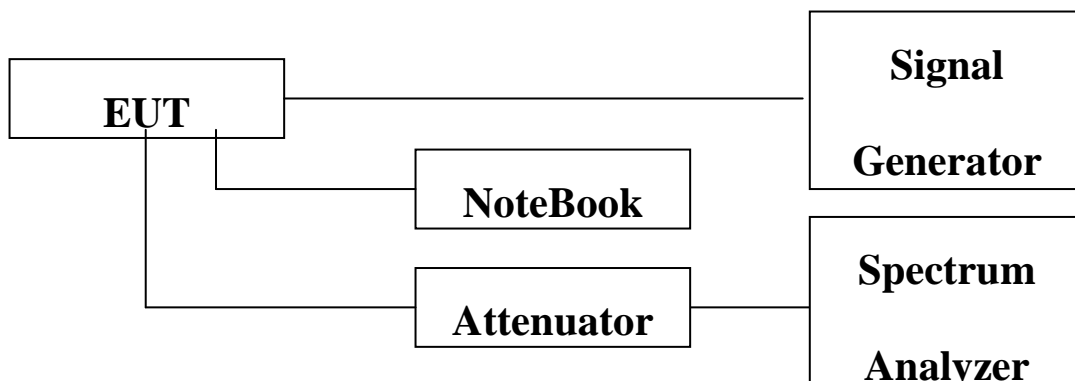 EUT
Signal
Generator
NoteBook
Attenuator
Spectrum
Analyzer